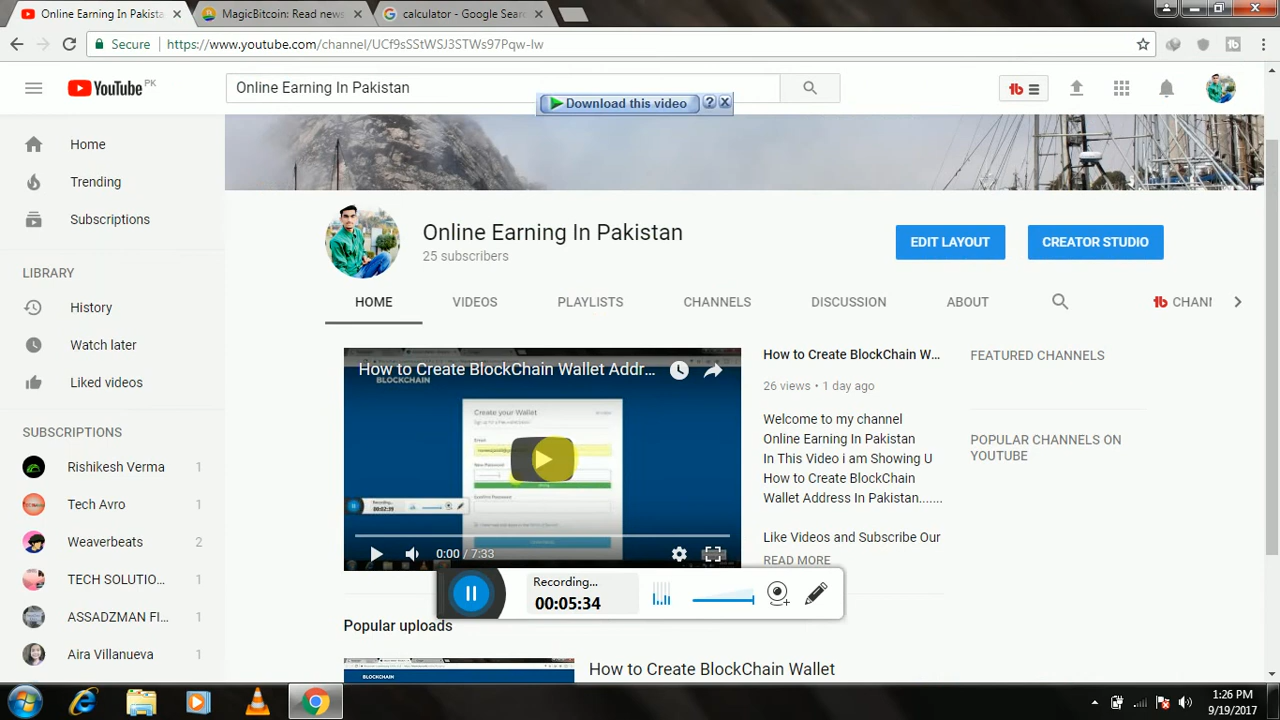 Online Earning In Pakista
MagicBitcoin: Read news
calculator - Google Sear
Secure
https://www.youtube.com/channel/UCf9sSStWSJ3STWs97Pqw-lw
YouTube PK
Online Earning In Pakistan
Download this video
?
Home
Trending
Subscriptions
LIBRARY
History
Watch later
Liked videos
SUBSCRIPTIONS
Rishikesh Verma 1
Tech Avro 1
Weaverbeats 2
TECH SOLUTIO... 1
ASSADZMAN FI... 1
Aira Villanueva 1
Online Earning In Pakistan
25 subscribers
EDIT LAYOUT
CREATOR STUDIO
HOME
VIDEOS
PLAYLISTS
CHANNELS
DISCUSSION
ABOUT
CHANN
How to Create BlockChain Wallet Addr...
BLOCKCHAIN
Create your Wallet
Recording...
00:02:39
0:00 / 7:33
How to Create BlockChain W...
26 views • 1 day ago
Welcome to my channel
Online Earning In Pakistan
In This Video i am Showing U
How to Create BlockChain
Wallet Address In Pakistan.......
Like Videos and Subscribe Our
READ MORE
FEATURED CHANNELS
POPULAR CHANNELS ON
YOUTUBE
Recording...
00:05:34
Popular uploads
BLOCKCHAIN
How to Create BlockChain Wallet
1:26 PM
9/19/2017